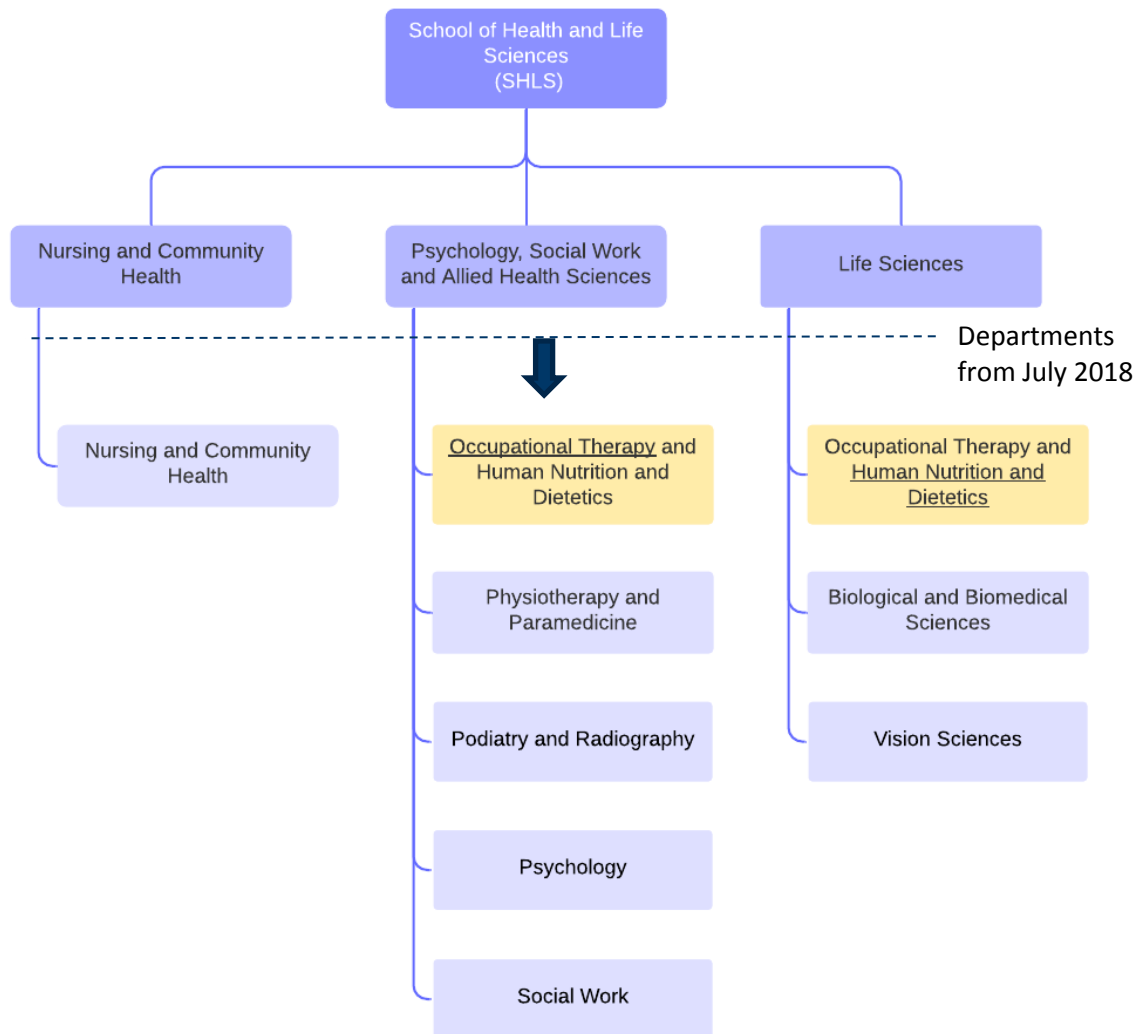 School of Health and Life
Sciences
(SHLS)
Nursing and Community
Health
Psychology, Social Work
and Allied Health Sciences
Life Sciences
Departments
from July 2018
Nursing and Community
Health
Occupational Therapy and
Human Nutrition and
Dietetics
Occupational Therapy and
Human Nutrition and
Dietetics
Physiotherapy and
Paramedicine
Biological and Biomedical
Sciences
Podiatry and Radiography
Vision Sciences
Psychology
Social Work